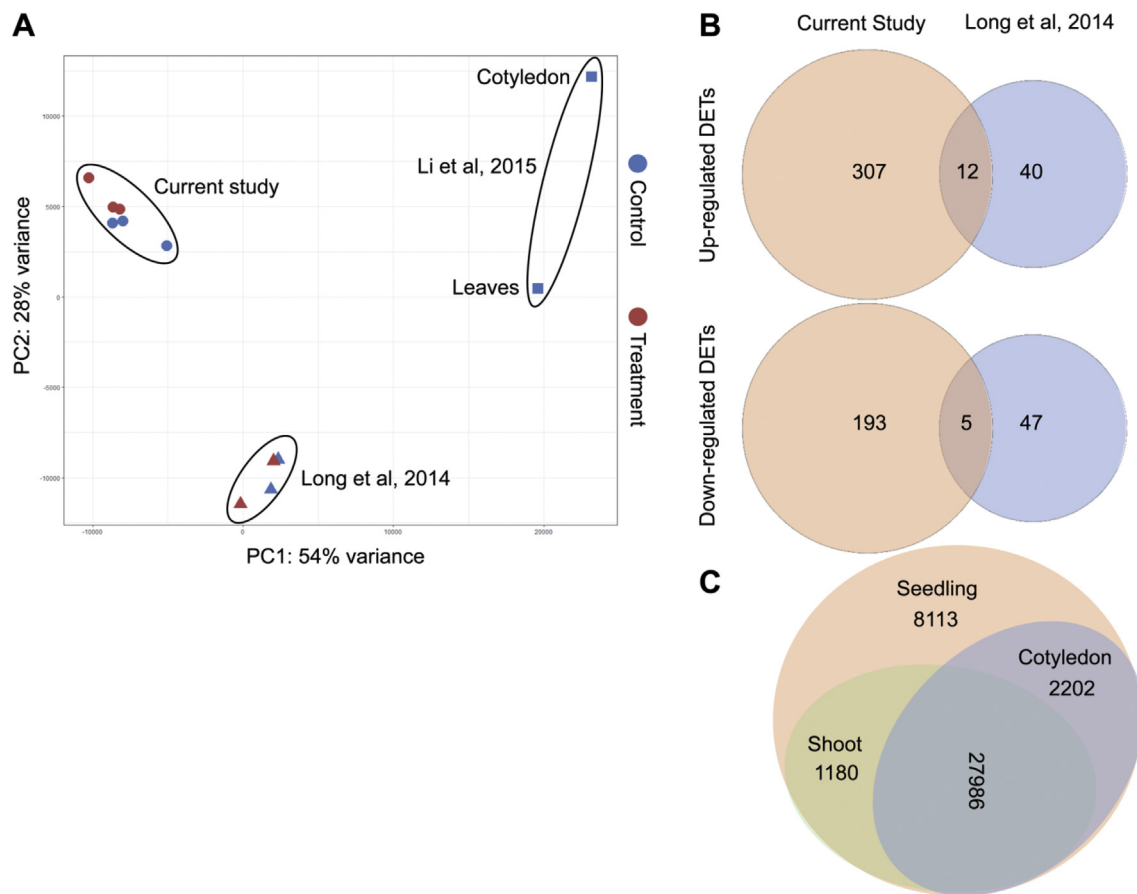 A
Cotyledon
Li et al, 2015
Current study
Leaves
Long et al, 2014
10000
5000
0
-5000
-10000
-10000
0
10000
20000
PC2: 28% variance
PC1: 54% variance
Control
Treatment
B
Current Study
Long et al, 2014
Up-regulated DETs
307
12
40
Down-regulated DETs
193
5
47
C
Seedling
8113
Cotyledon
2202
Shoot
1180
27986